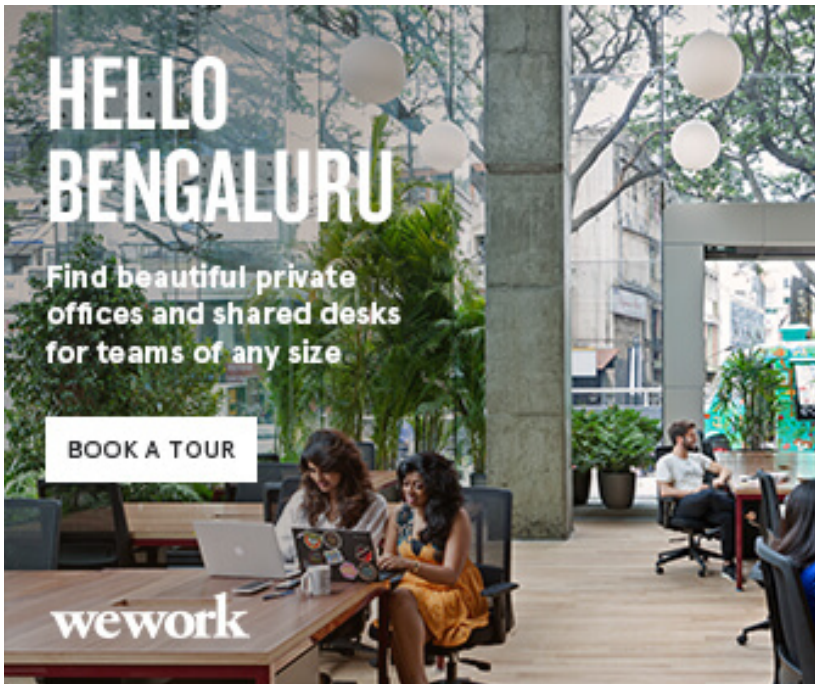 HELLO
BENGALURU
Find beautiful private
offices and shared desks
for teams of any size
BOOK A TOUR
wework